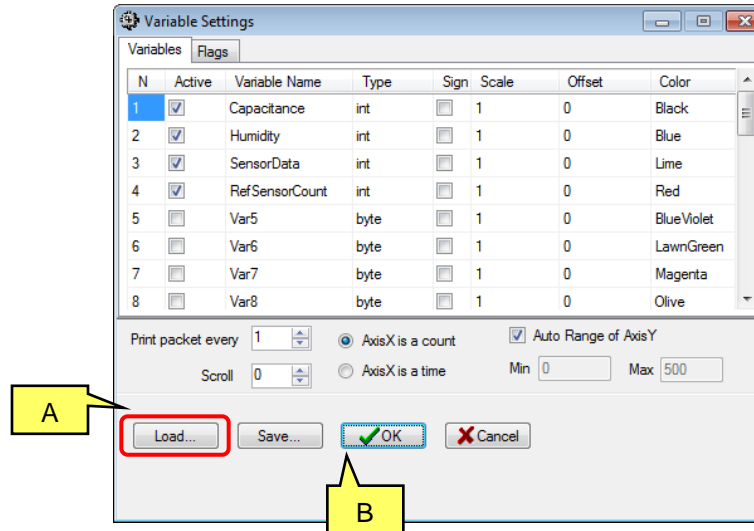 Variable Settings
Variables Flags
N Active Variable Name Type Sign Scale Offset Color
1 Capacitance int 1 0 Black
2 Humidity int 1 0 Blue
3 SensorData int 1 0 Lime
4 RefSensorCount int 1 0 Red
5 Var5 byte 1 0 BlueViolet
6 Var6 byte 1 0 LawnGreen
7 Var7 byte 1 0 Magenta
8 Var8 byte 1 0 Olive
Print packet every 1 AxisX is a count Auto Range of AxisY
Scroll 0 AxisX is a time Min 0 Max 500
A
Load... Save... OK Cancel
B